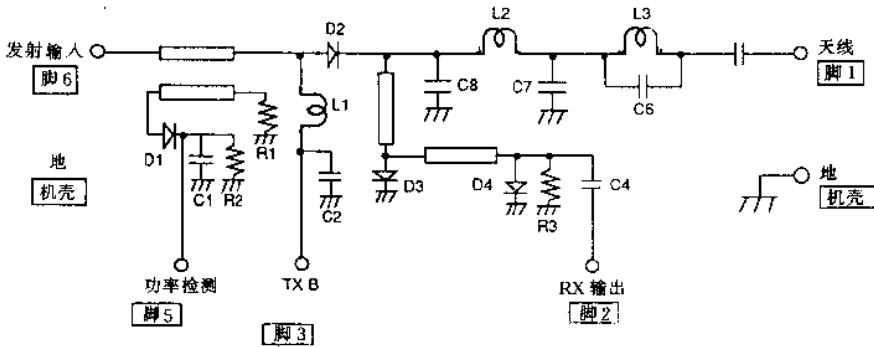 L2
L3
D2
发射输入
脚 6
天线
脚 1
C8
C7
C6
L1
D1
R1
地
机壳
C1
R2
C2
D3
D4
R3
C4
地
机壳
功率检测
脚 5
TX B
脚 3
RX 输出
脚 2